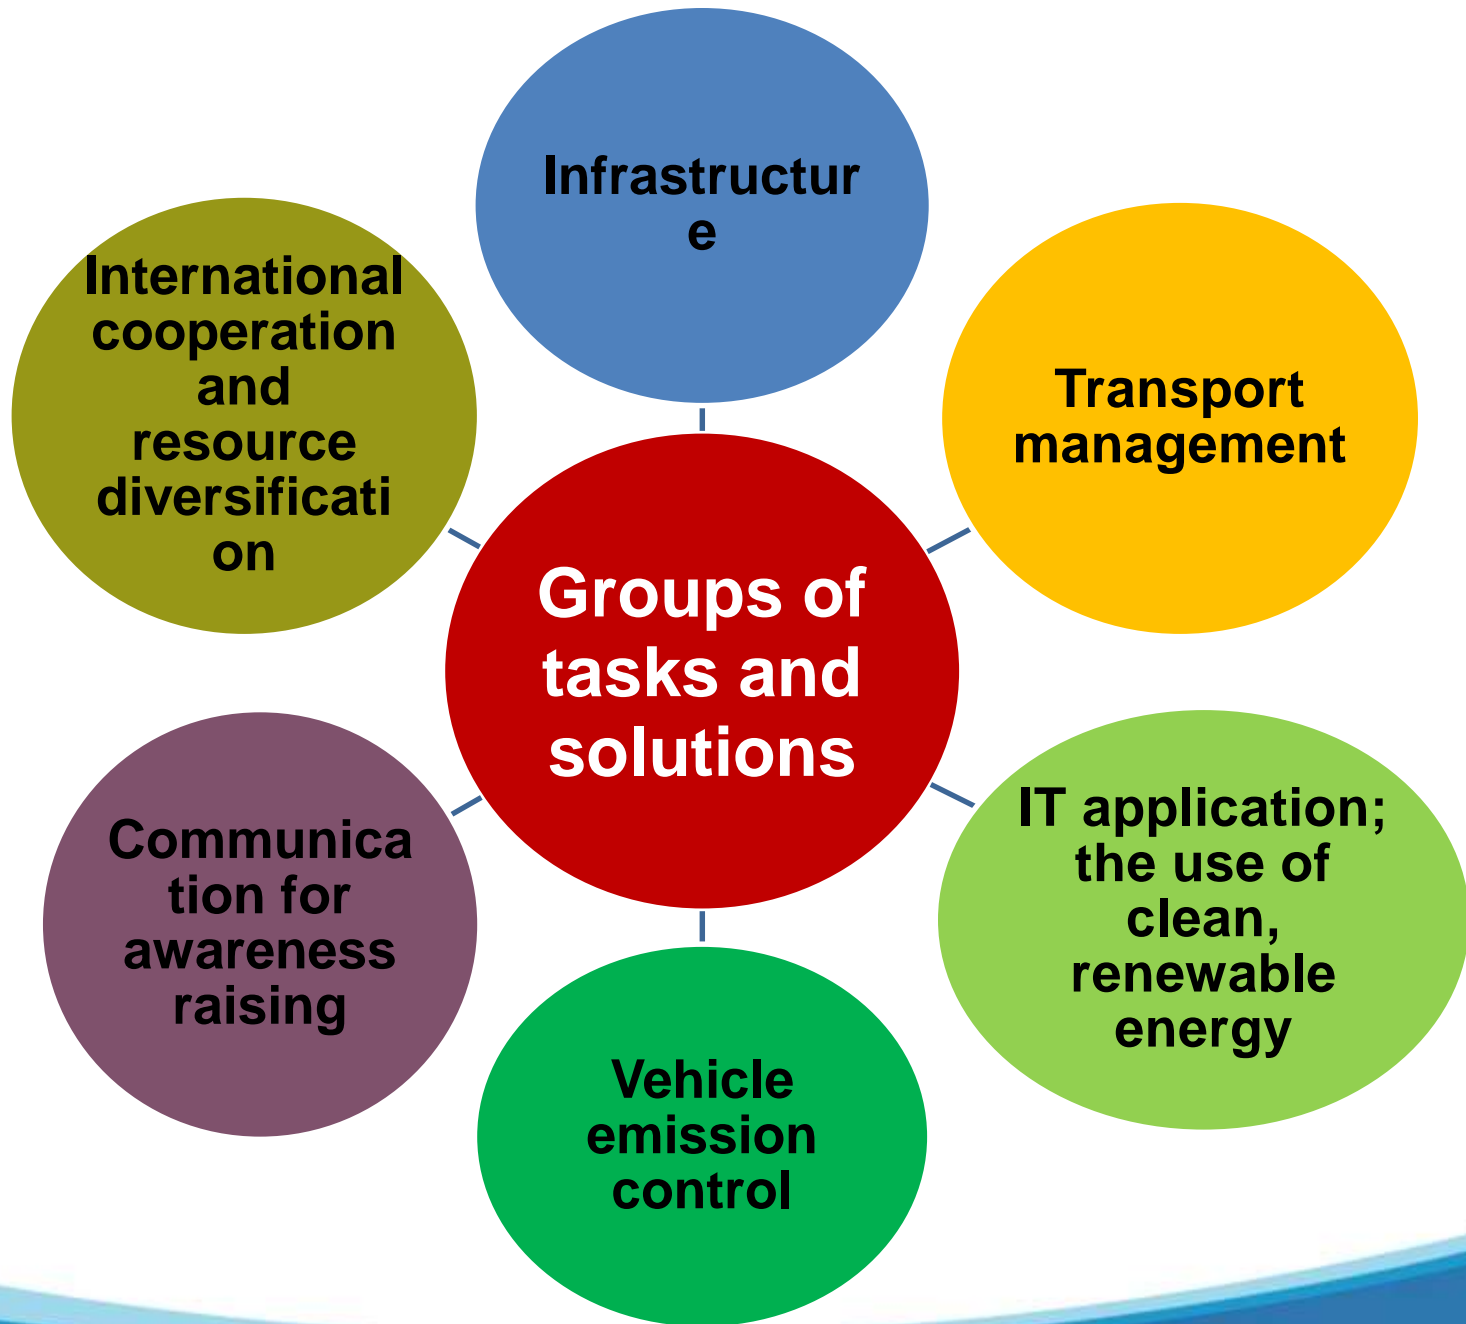 Infrastructur
e
Transport
management
IT application;
the use of
clean,
renewable
energy
Vehicle
emission
control
Communica
tion for
awareness
raising
International
cooperation
and
resource
diversificati
on
Groups of
tasks and
solutions